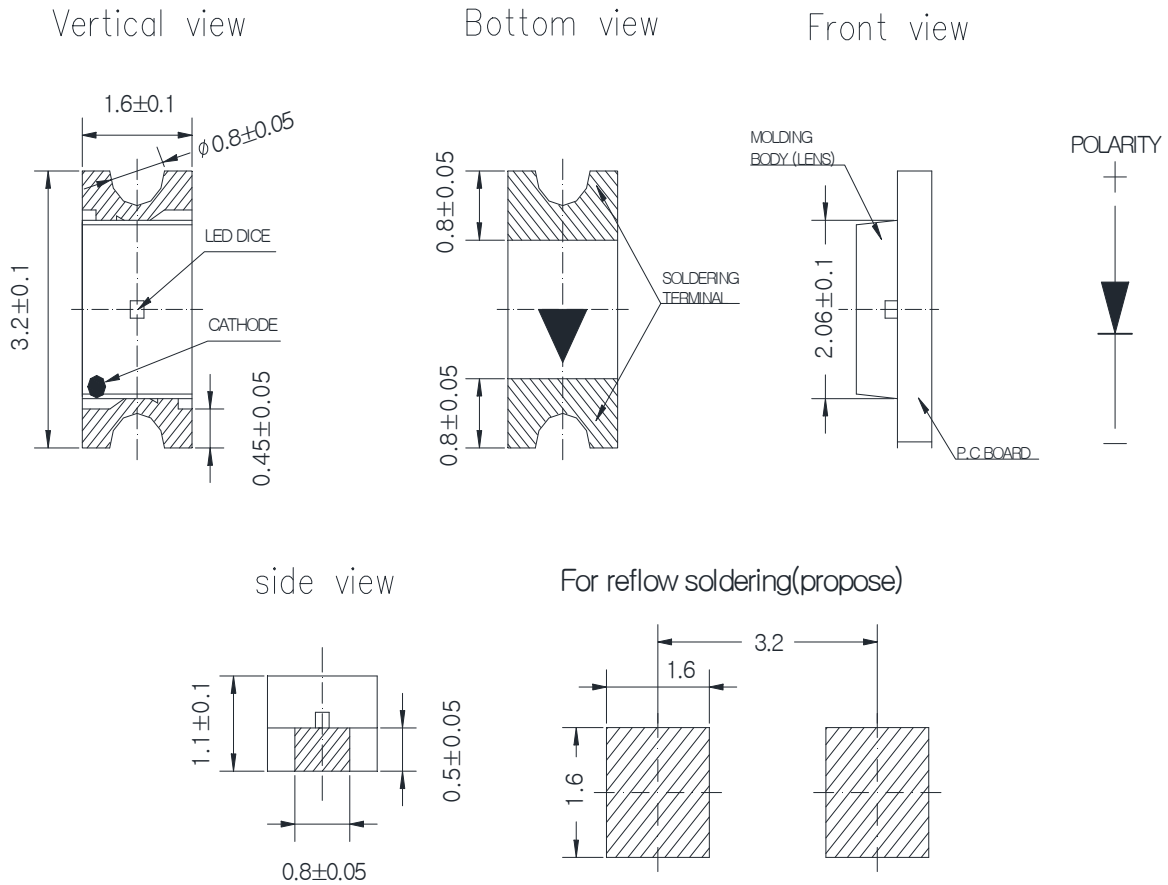 Vertical view
1.6±0.1
ϕ0.8±0.05
3.2±0.1
LED DICE
CATHODE
0.45±0.05
Bottom view
0.8±0.05
0.8±0.05
SOLDERING
TERMINAL
Front view
MOLDING
BODY (LENS)
2.06±0.1
P.C.BOARD
POLARITY
+
−
side view
1.1±0.1
0.5±0.05
0.8±0.05
For reflow soldering(propose)
3.2
1.6
1.6